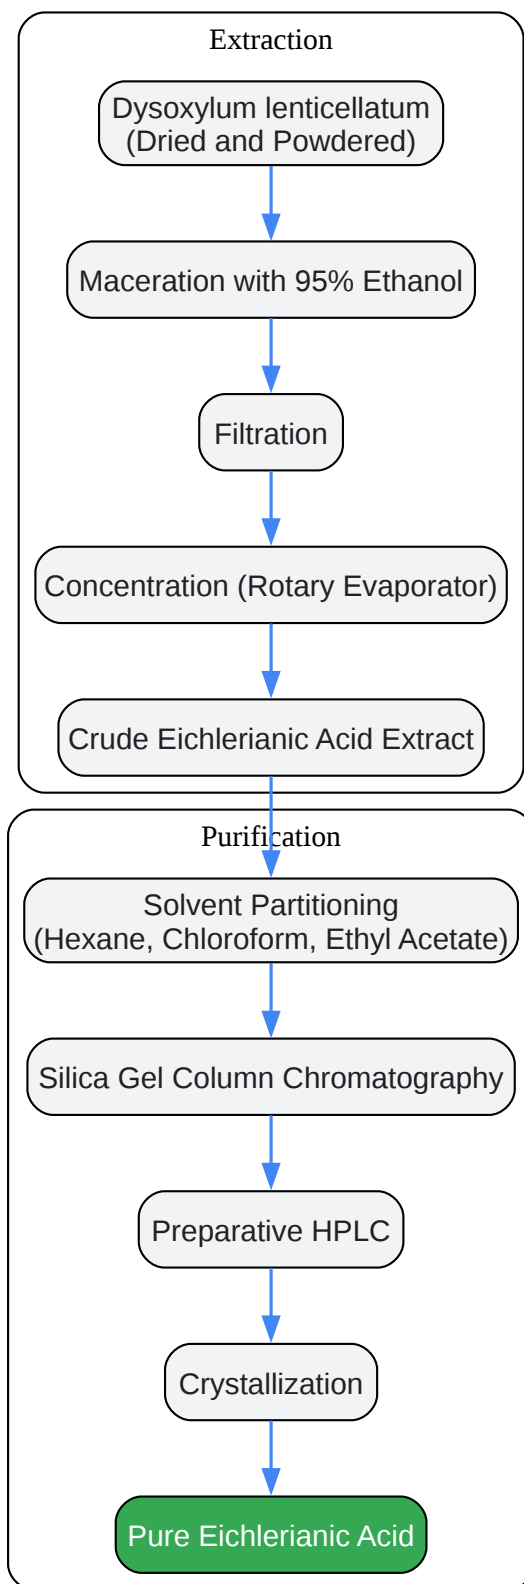 Extraction
Dysoxylum lenticellatum
(Dried and Powdered)
Maceration with 95% Ethanol
Filtration
Concentration (Rotary Evaporator)
Crude Eichlerianic Acid Extract
Purification
Solvent Partitioning
(Hexane, Chloroform, Ethyl Acetate)
Silica Gel Column Chromatography
Preparative HPLC
Crystallization
Pure Eichlerianic Acid